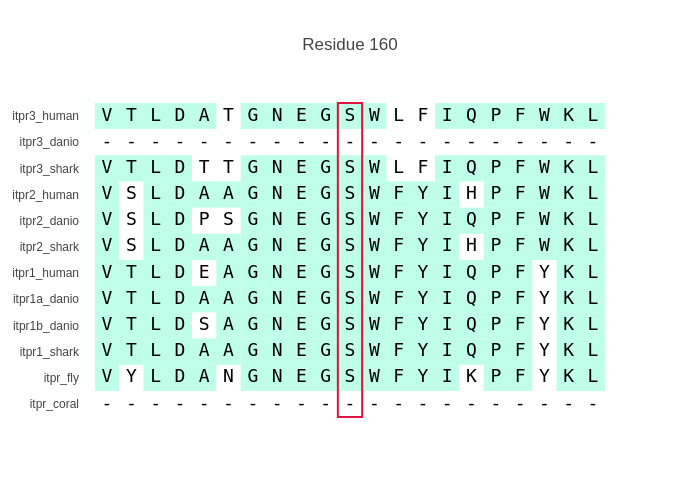 Residue 160
itpr3_human V T L D A T G N E G S W L F I Q P F W K L
itpr3_danio - - - - - - - - - - - - - - - - - - - - -
itpr3_shark V T L D T T G N E G S W L F I Q P F W K L
itpr2_human V S L D A A G N E G S W F Y I H P F W K L
itpr2_danio V S L D P S G N E G S W F Y I Q P F W K L
itpr2_shark V S L D A A G N E G S W F Y I H P F W K L
itpr1_human V T L D E A G N E G S W F Y I Q P F Y K L
itpr1a_danio V T L D A A G N E G S W F Y I Q P F Y K L
itpr1b_danio V T L D S A G N E G S W F Y I Q P F Y K L
itpr1_shark V T L D A A G N E G S W F Y I Q P F Y K L
itpr_fly V Y L D A N G N E G S W F Y I K P F Y K L
itpr_coral - - - - - - - - - - - - - - - - - - - - -